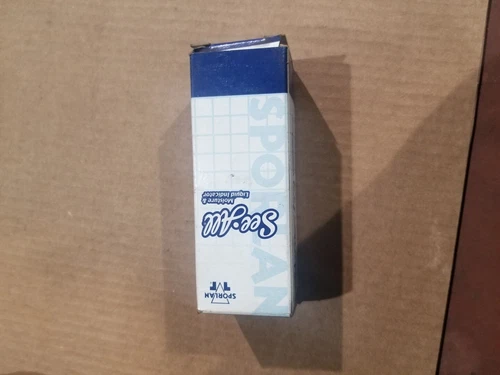 SPORLAN
See·All
Moisture &
Liquid Indicator
SPORLAN